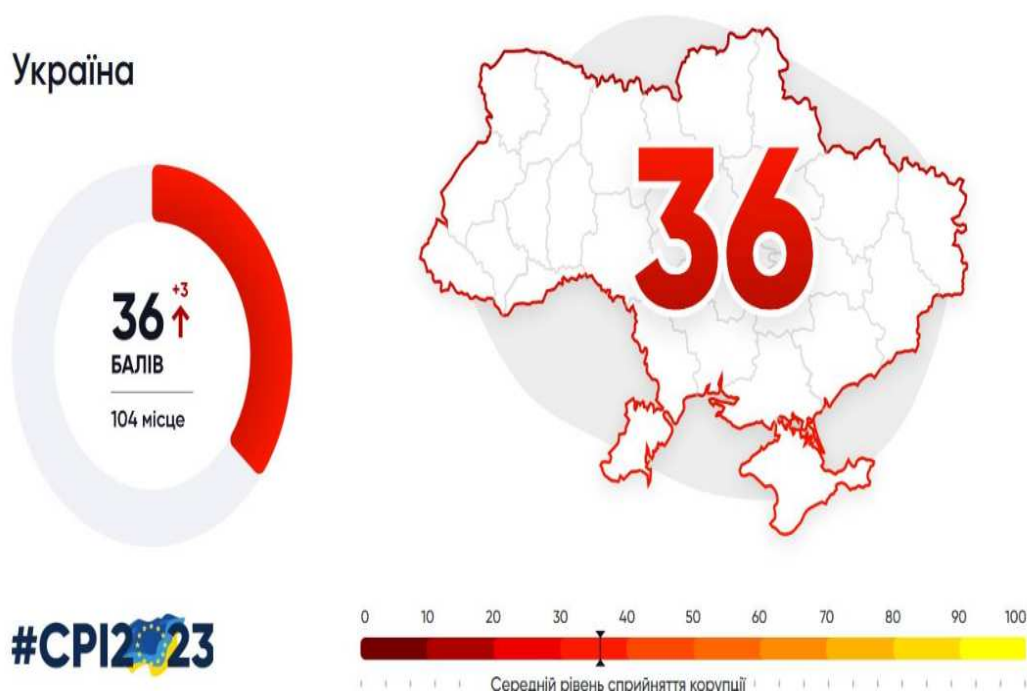 Україна
36
36 +3
БАЛІВ
104 місце
#CPI2023
0 10 20 30 40 50 60 70 80 90 100
Середній рівень сприйняття корупції